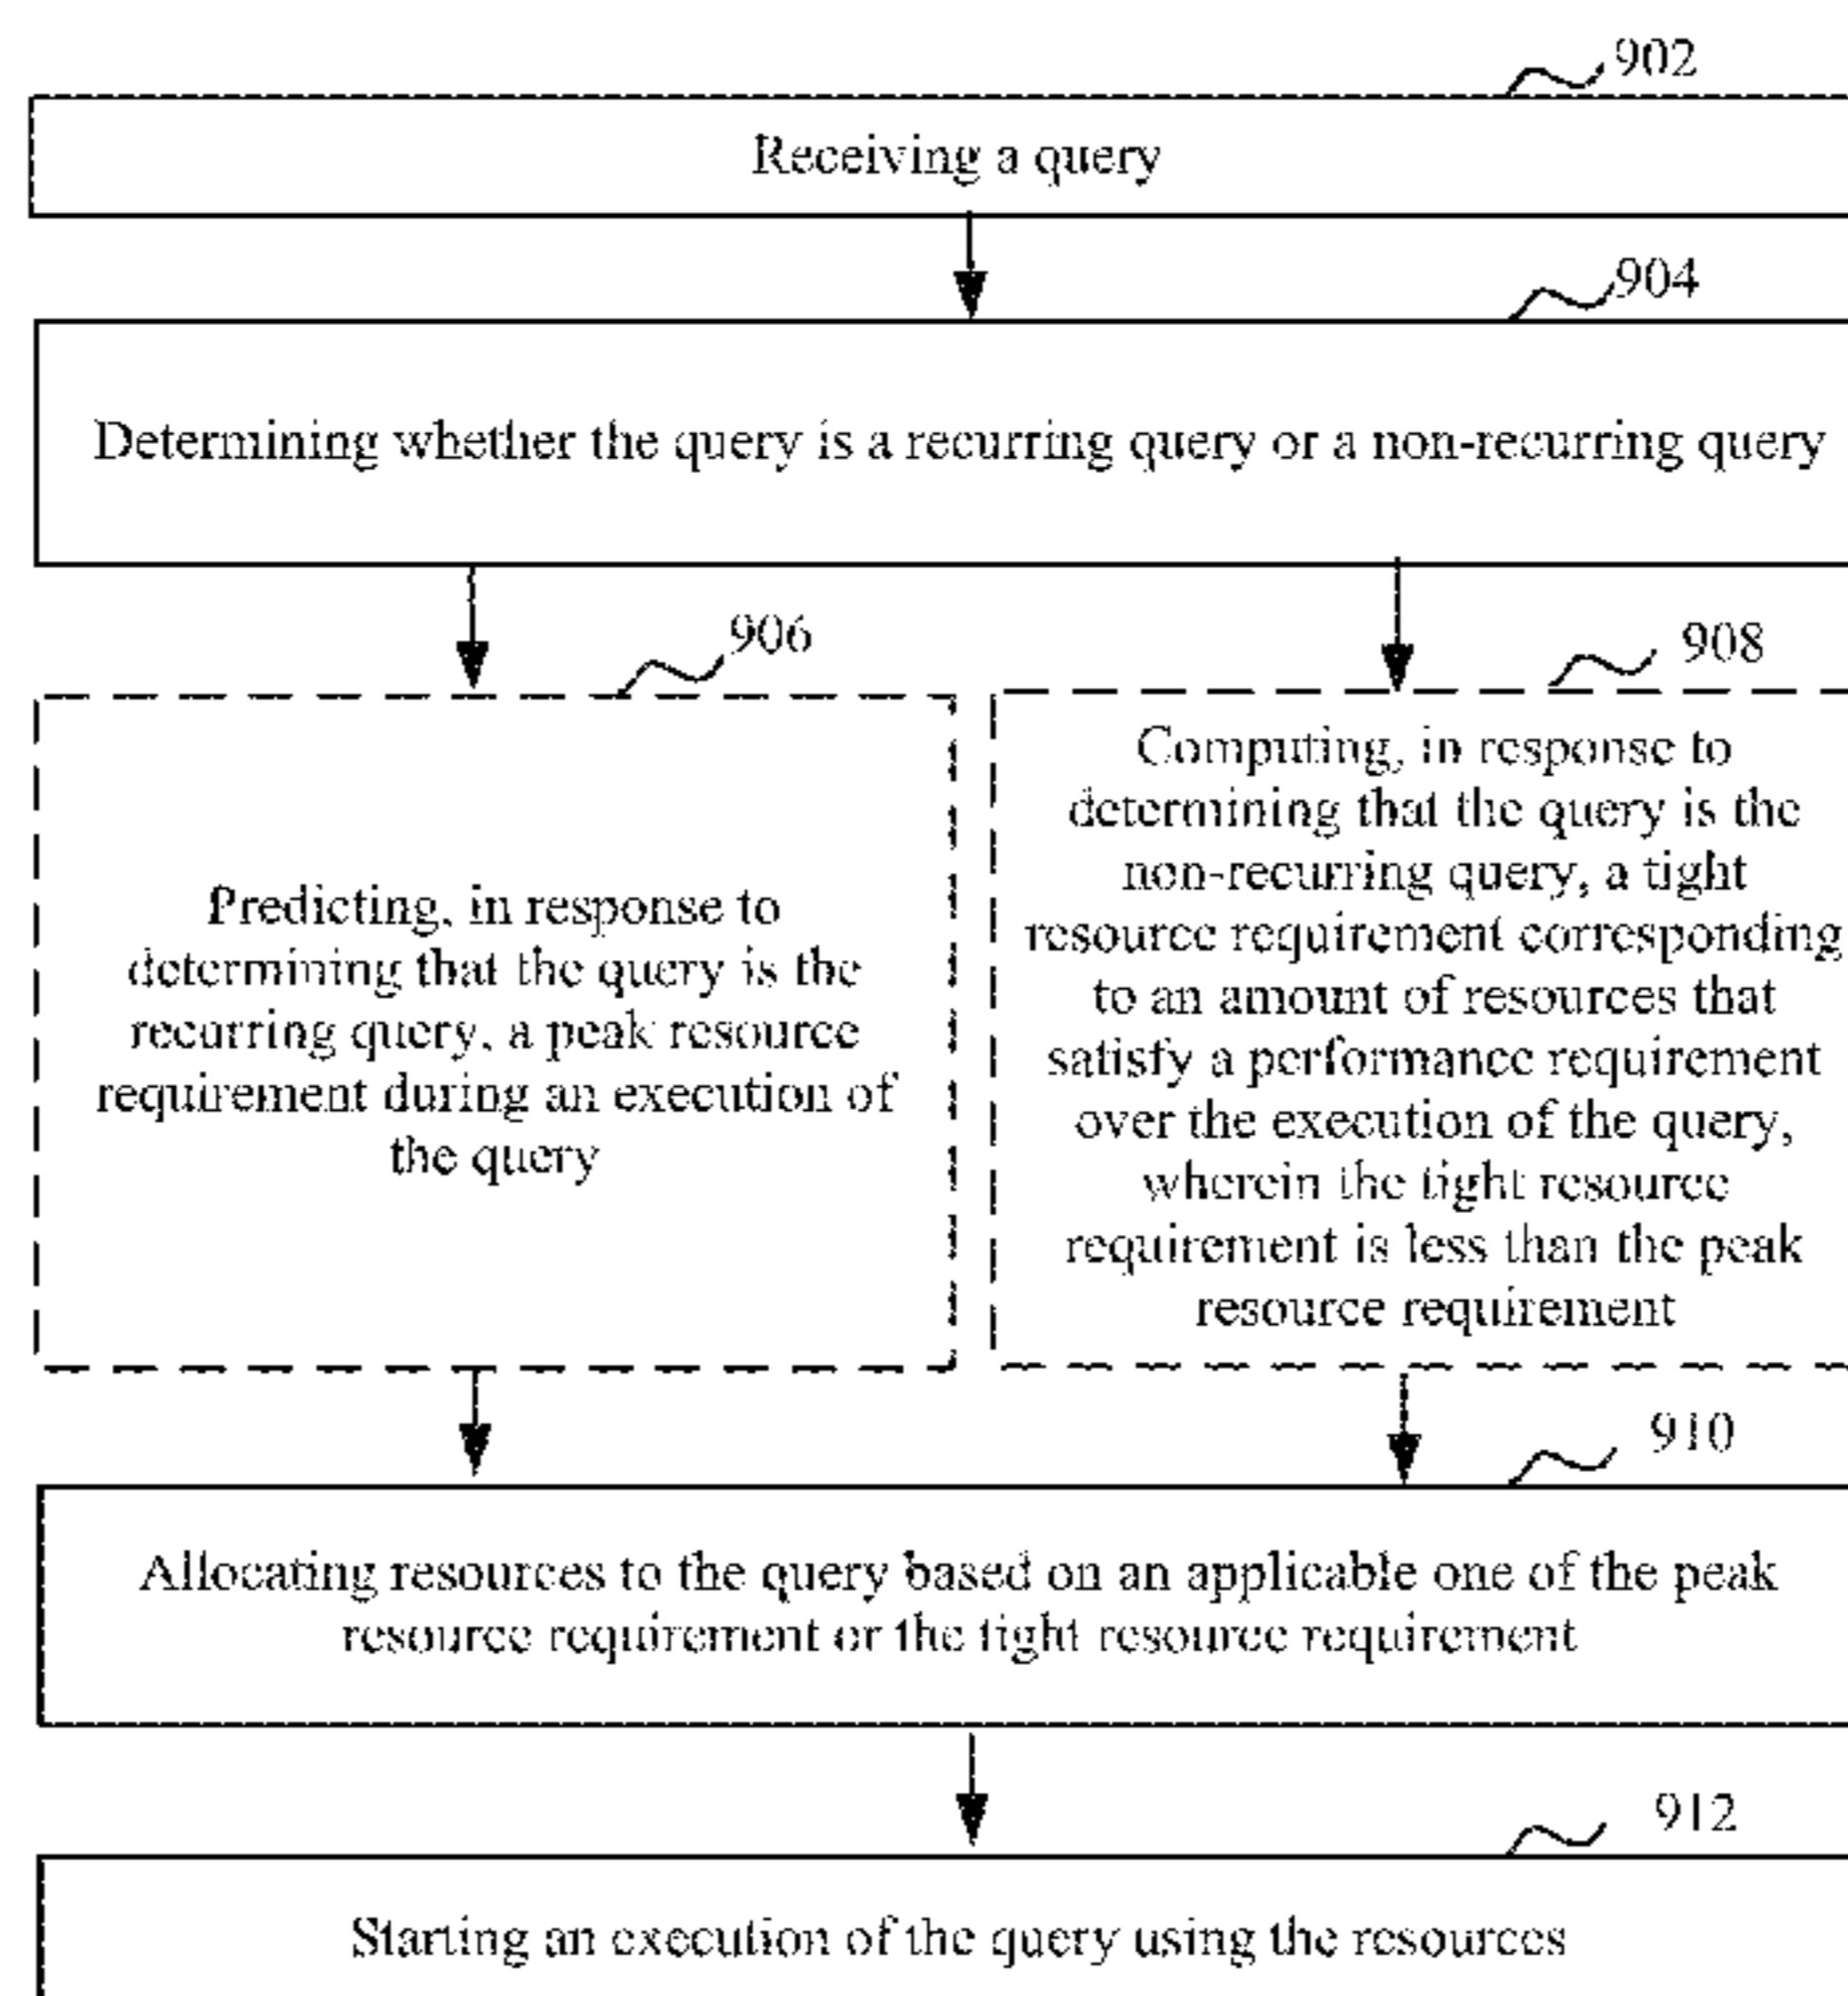 902
Receiving a query
904
Determining whether the query is a recurring query or a non-recurring query
906
Predicting, in response to
determining that the query is the
recurring query, a peak resource
requirement during an execution of
the query
908
Computing, in response to
determining that the query is the
non-recurring query, a tight
resource requirement corresponding
to an amount of resources that
satisfy a performance requirement
over the execution of the query,
wherein the tight resource
requirement is less than the peak
resource requirement
910
Allocating resources to the query based on an applicable one of the peak
resource requirement or the tight resource requirement
912
Starting an execution of the query using the resources